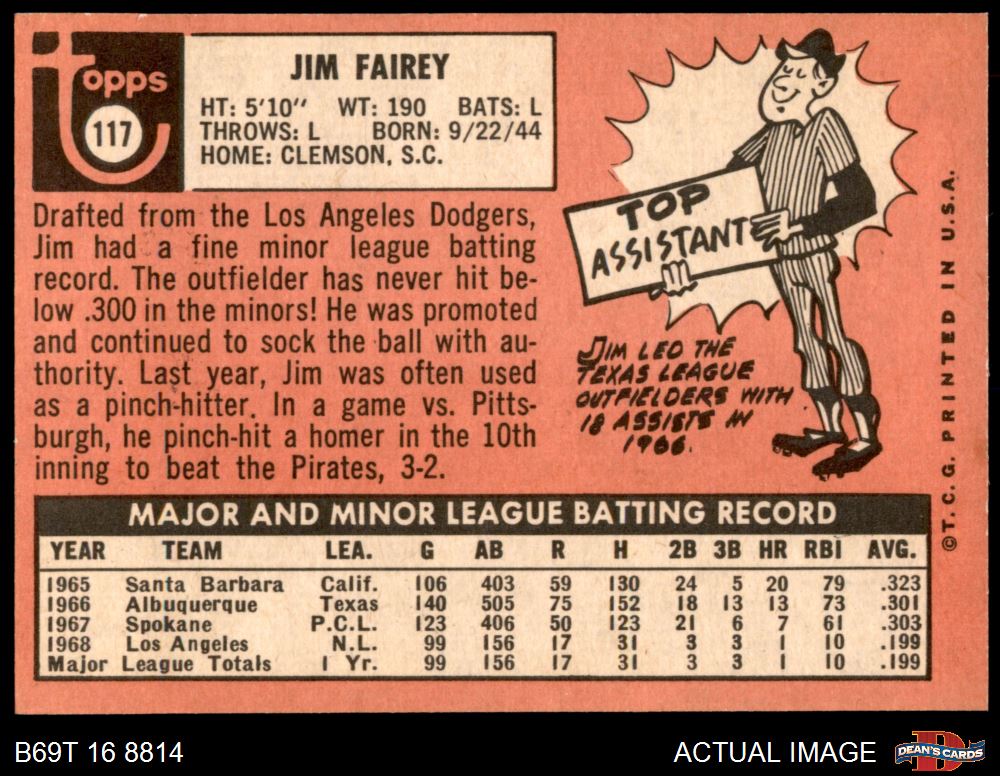 topps
117
JIM FAIREY
HT: 5'10" WT: 190 BATS: L
THROWS: L BORN: 9/22/44
HOME: CLEMSON, S.C.
Drafted from the Los Angeles Dodgers,
Jim had a fine minor league batting
record. The outfielder has never hit be-
low .300 in the minors! He was promoted
and continued to sock the ball with au-
thority. Last year, Jim was often used
as a pinch-hitter. In a game vs. Pitts-
burgh, he pinch-hit a homer in the 10th
inning to beat the Pirates, 3-2.
TOP
ASSISTANT
JIM LED THE
TEXAS LEAGUE
OUTFIELDERS WITH
18 ASSISTS IN
1966.
©T.C.G. PRINTED IN U.S.A.
MAJOR AND MINOR LEAGUE BATTING RECORD
YEAR TEAM LEA. G AB R H 2B 3B HR RBI AVG.
1965 Santa Barbara Calif. 106 403 59 130 24 5 20 79 .323
1966 Albuquerque Texas 140 505 75 152 18 13 13 73 .301
1967 Spokane P.C.L. 123 406 50 123 21 6 7 61 .303
1968 Los Angeles N.L. 99 156 17 31 3 3 1 10 .199
Major League Totals 1 Yr. 99 156 17 31 3 3 1 10 .199
B69T 16 8814
ACTUAL IMAGE
D
DEAN'S CARDS